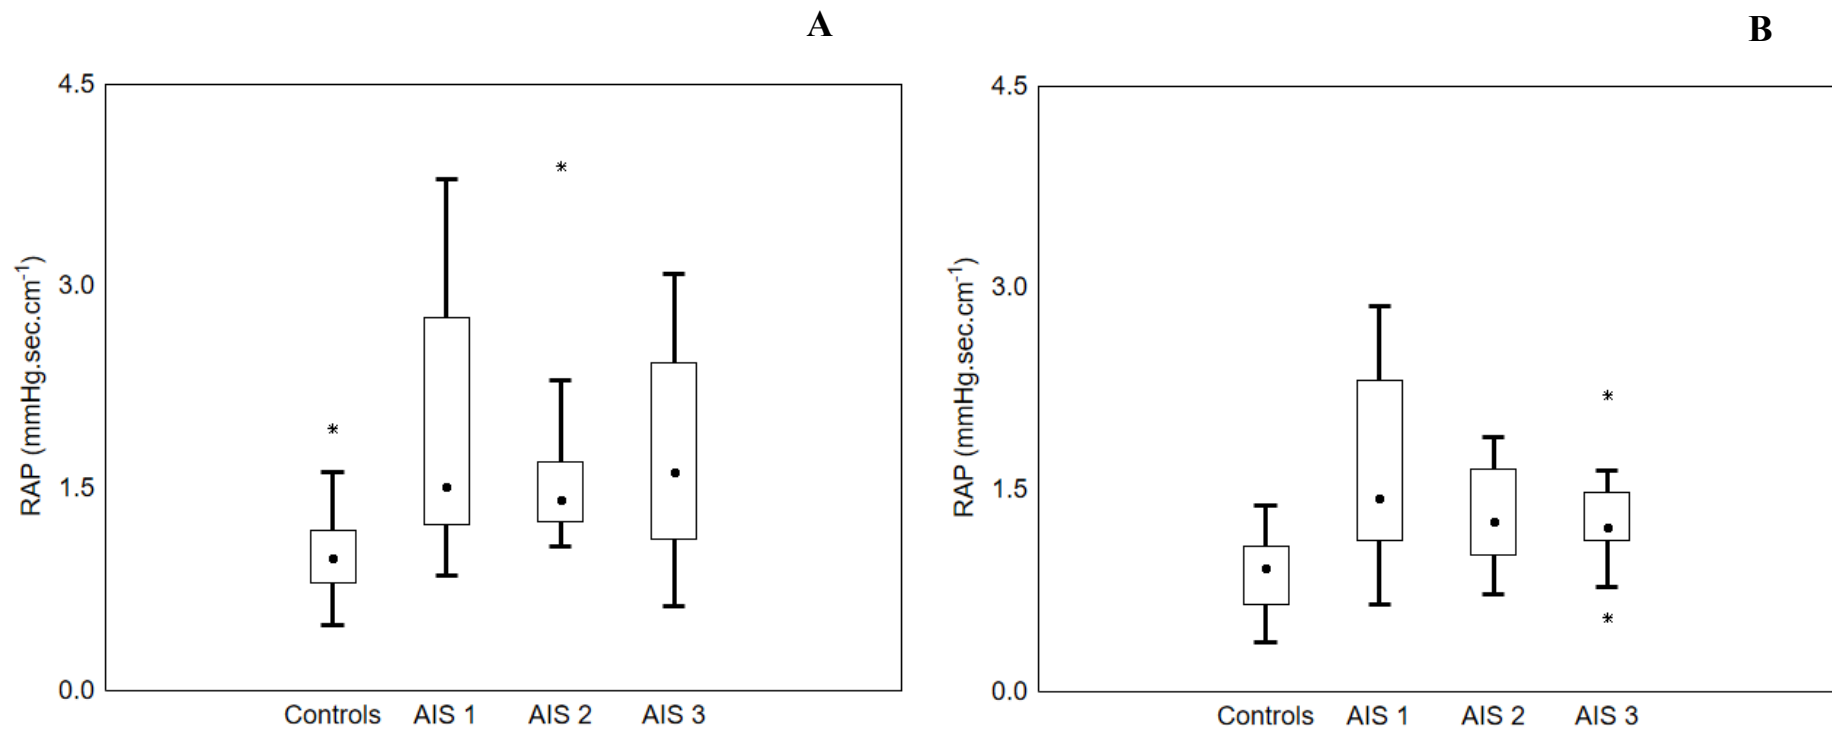 A
RAP (mmHg.sec.cm-1)
4.5
3.0
1.5
0.0
Controls AIS 1 AIS 2 AIS 3
B
RAP (mmHg.sec.cm-1)
4.5
3.0
1.5
0.0
Controls AIS 1 AIS 2 AIS 3